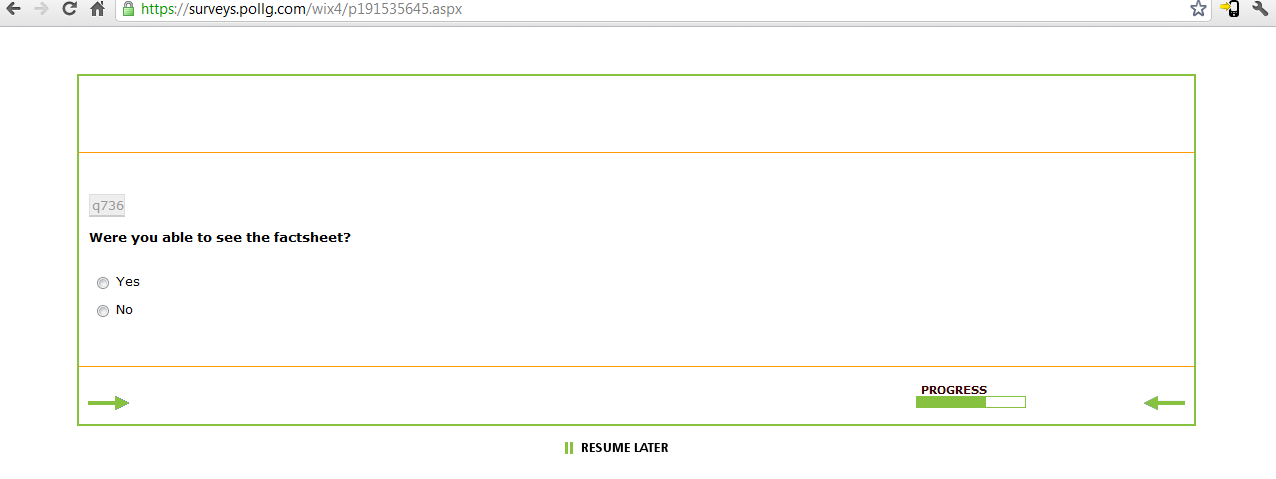 https://surveys.pollg.com/wix4/p191535645.aspx
q736
Were you able to see the factsheet?
Yes
No
PROGRESS
RESUME LATER